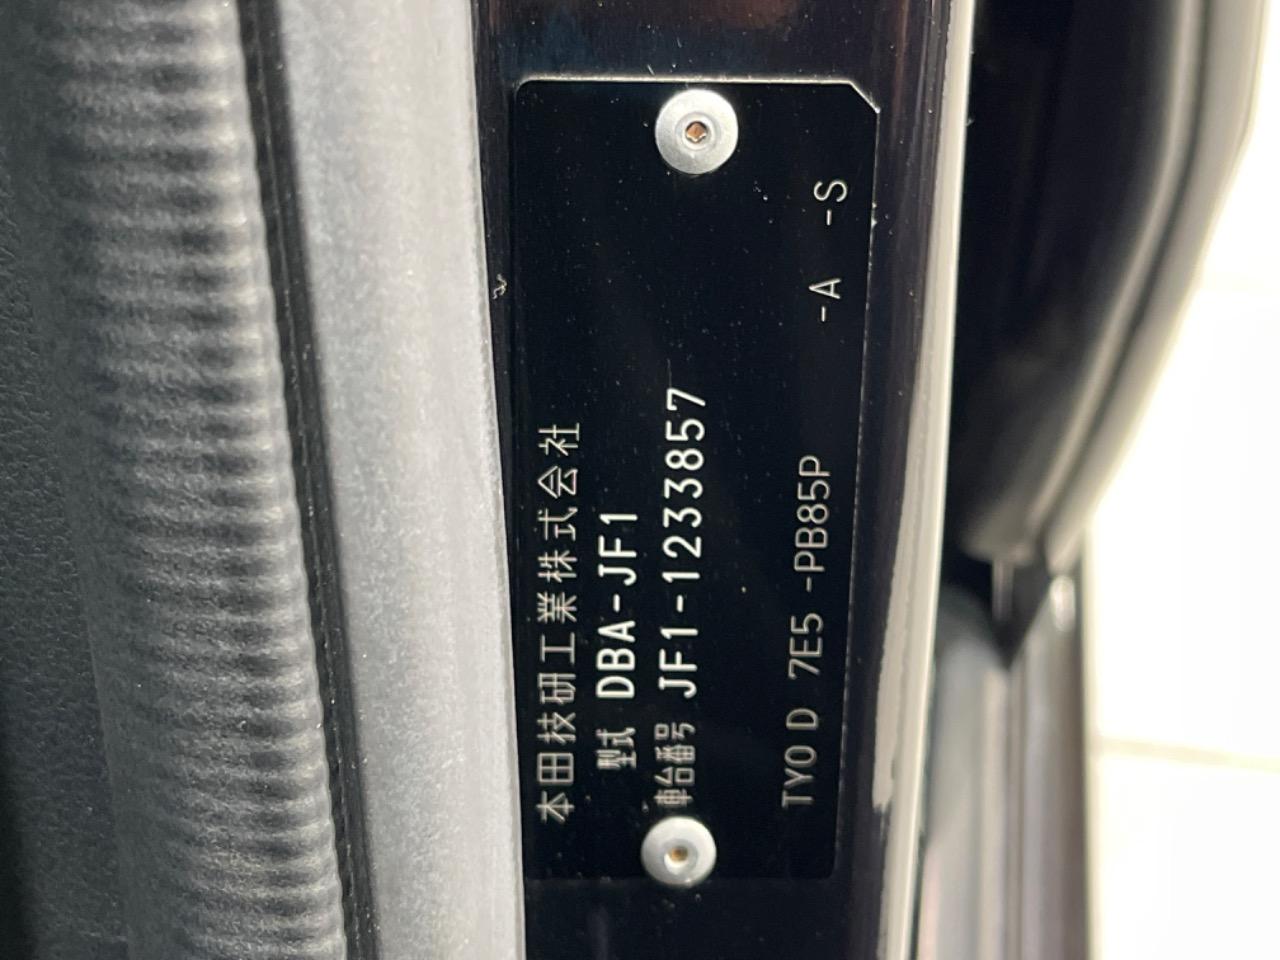 本田技研工業株式会社
型式 DBA-JF1
車台番号 JF1-1233857
TY0 D 7E5 -PB85P -A -S